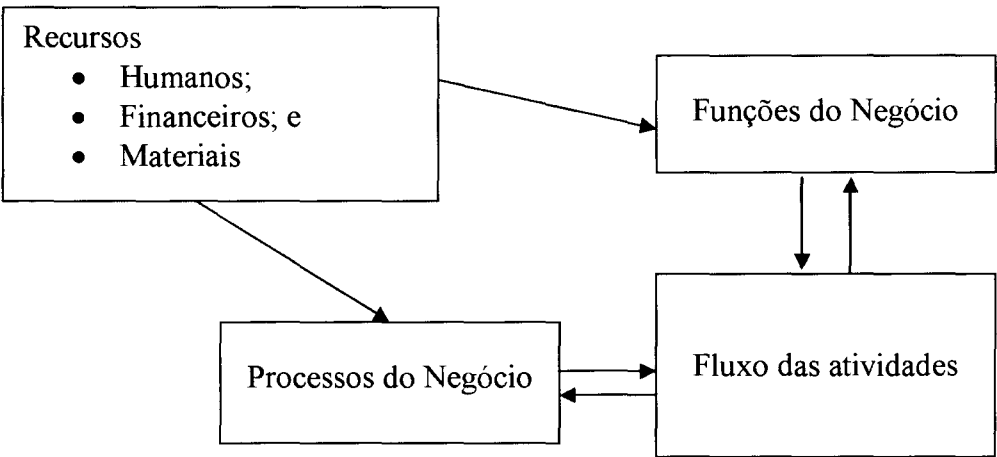 Recursos
• Humanos;
• Financeiros; e
• Materiais
Funções do Negócio
Processos do Negócio
Fluxo das atividades